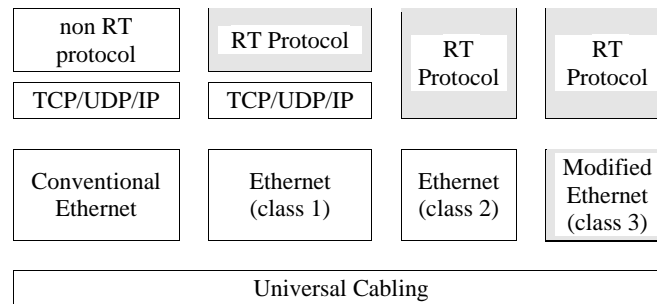 non RT
protocol
RT Protocol
RT
Protocol
RT
Protocol
TCP/UDP/IP
TCP/UDP/IP
Conventional
Ethernet
Ethernet
(class 1)
Ethernet
(class 2)
Modified
Ethernet
(class 3)
Universal Cabling